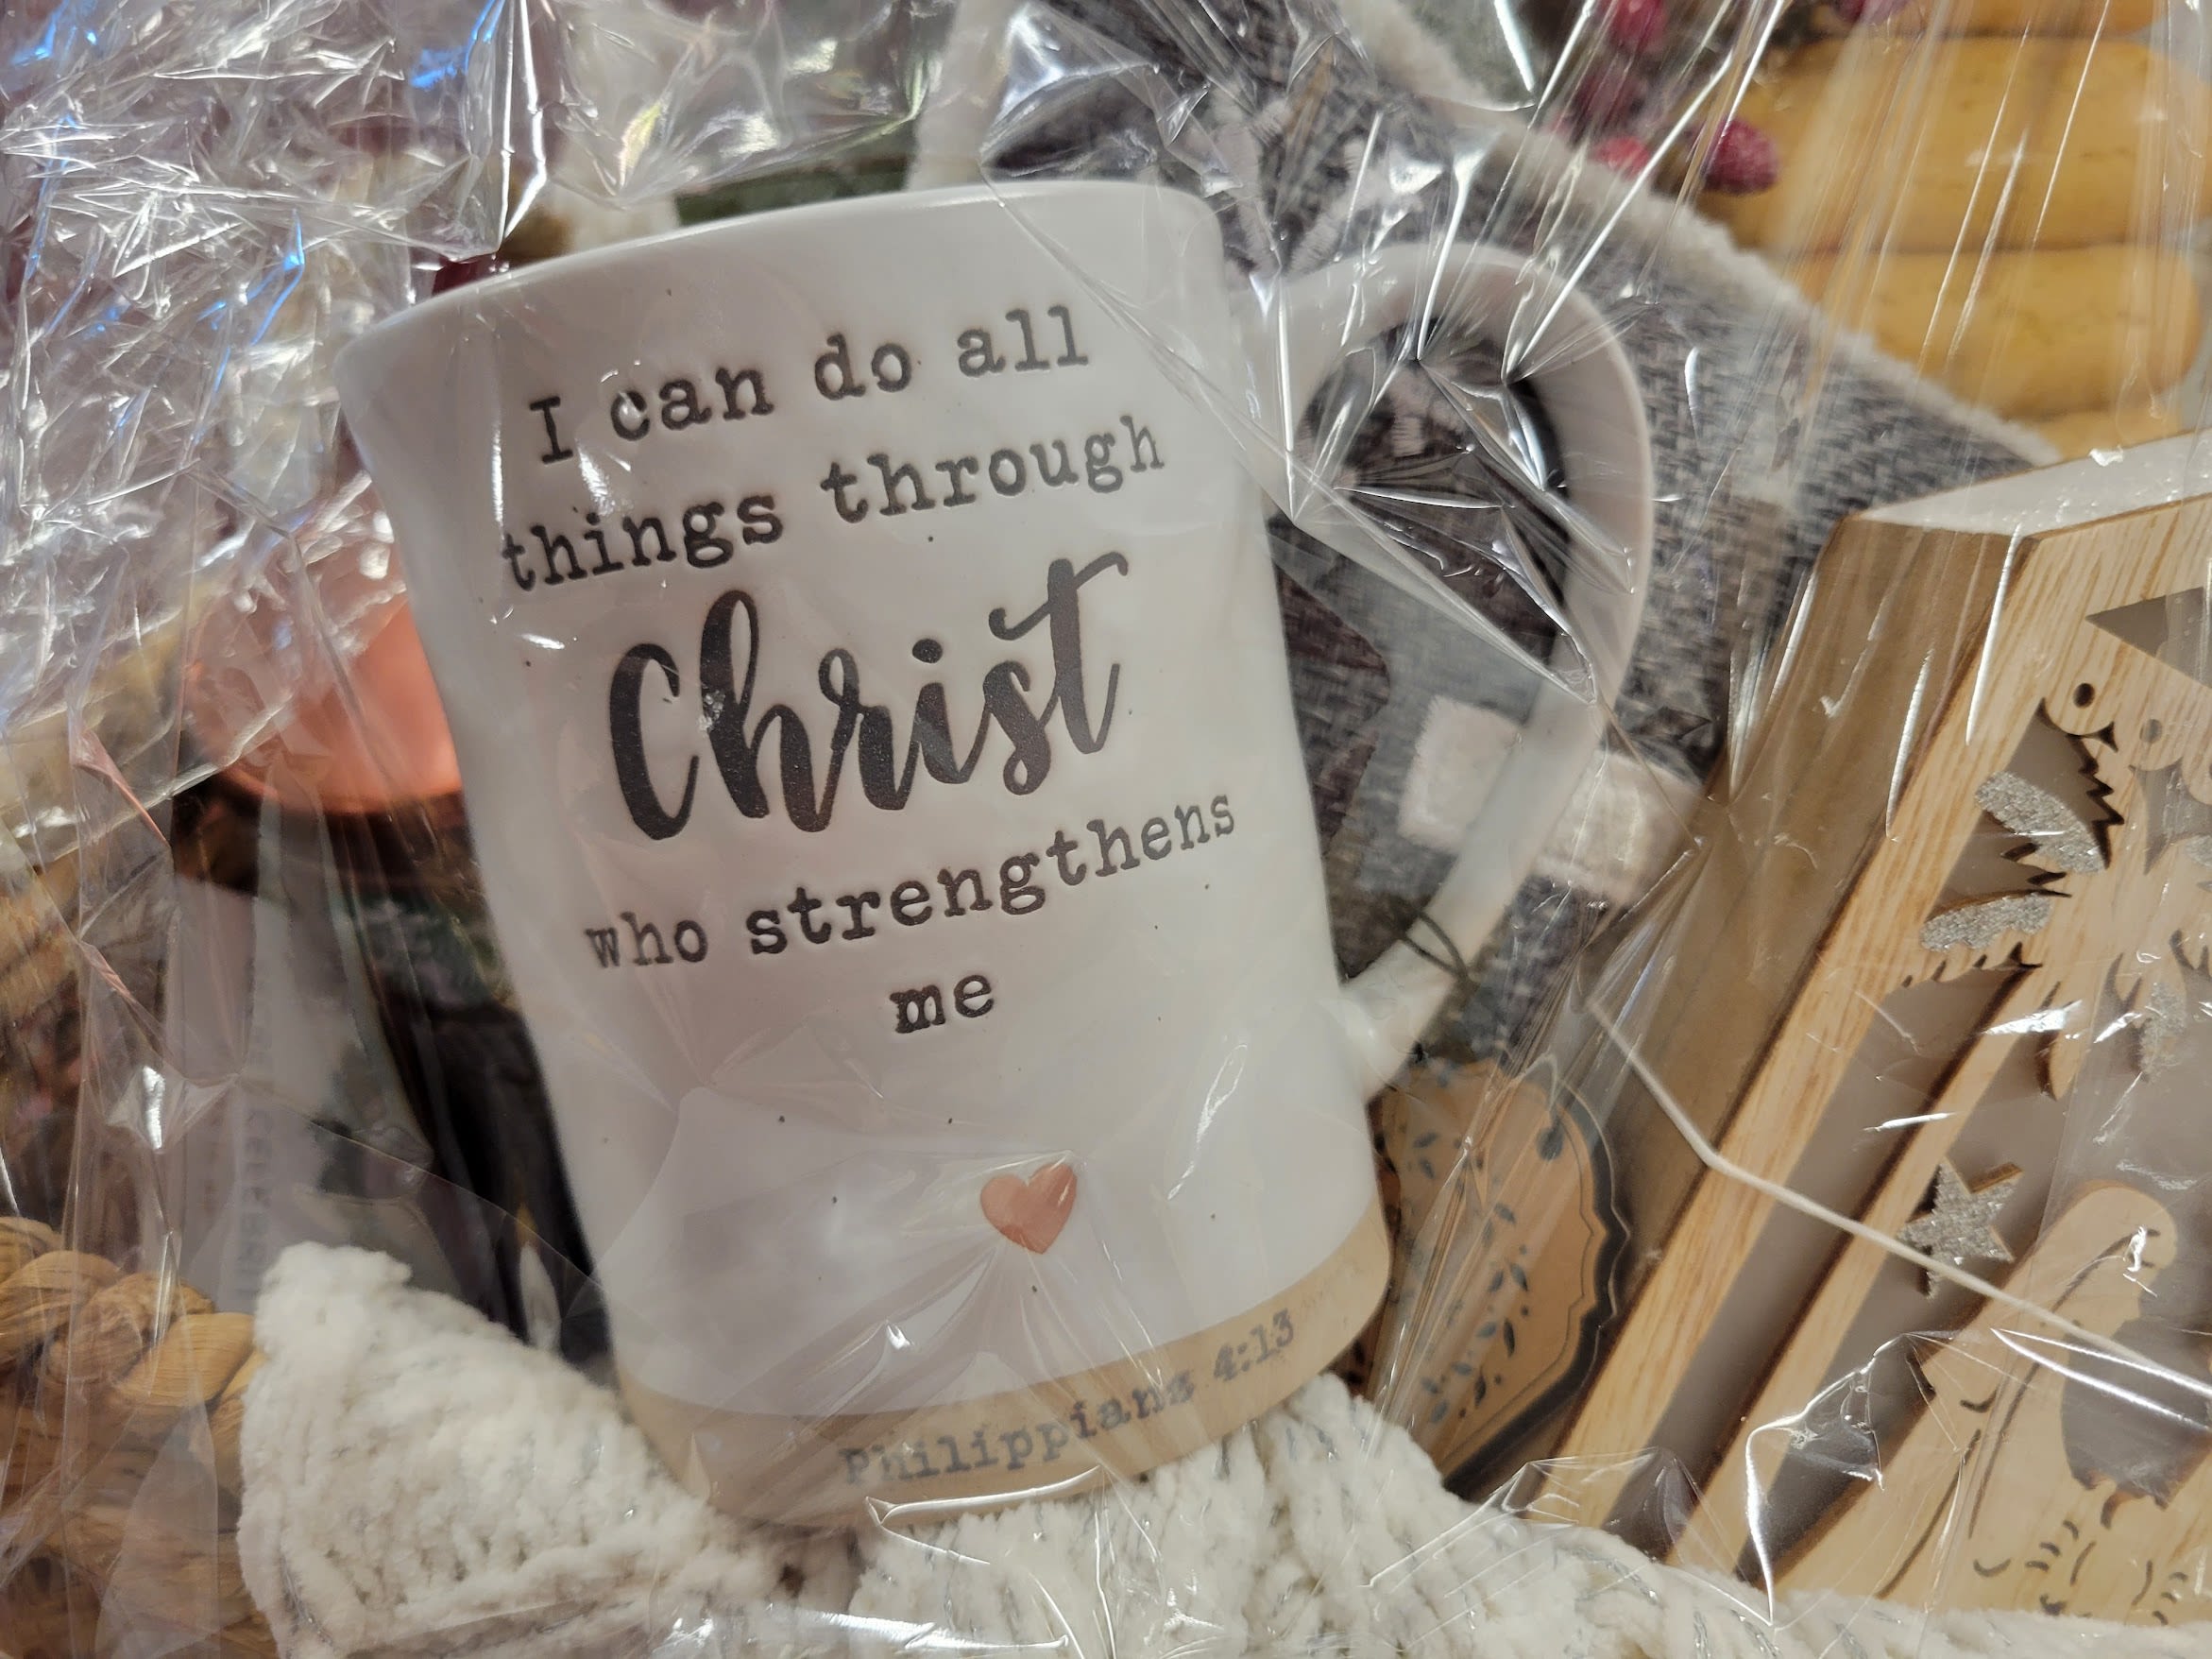 I can do all
things through
Christ
who strengthens
me
Philippians 4:13